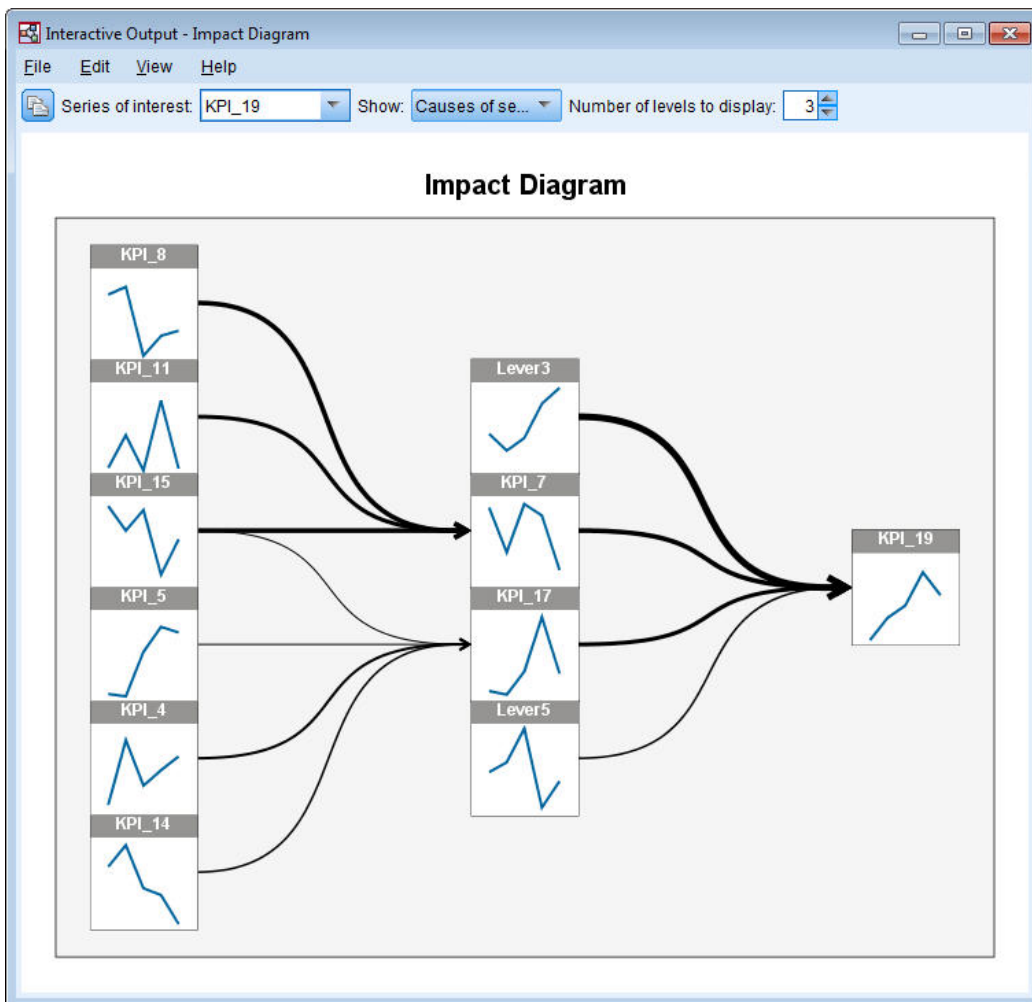 Interactive Output - Impact Diagram
File Edit View Help
Series of interest: KPI_19 Show: Causes of se... Number of levels to display: 3
Impact Diagram
KPI_8
KPI_11
KPI_15
KPI_5
KPI_4
KPI_14
Lever3
KPI_7
KPI_17
Lever5
KPI_19